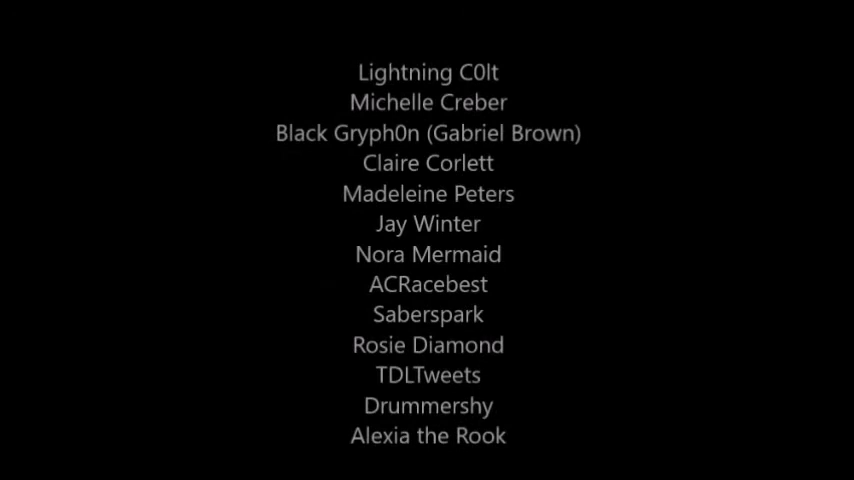 Lightning C0lt
Michelle Creber
Black Gryph0n (Gabriel Brown)
Claire Corlett
Madeleine Peters
Jay Winter
Nora Mermaid
ACRacebest
Saberspark
Rosie Diamond
TDLTweets
Drummershy
Alexia the Rook